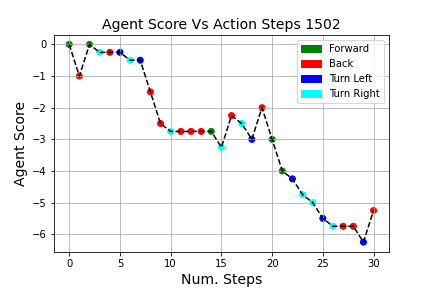 Agent Score Vs Action Steps 1502
Agent Score
0
−1
−2
−3
−4
−5
−6
Forward
Back
Turn Left
Turn Right
0 5 10 15 20 25 30
Num. Steps